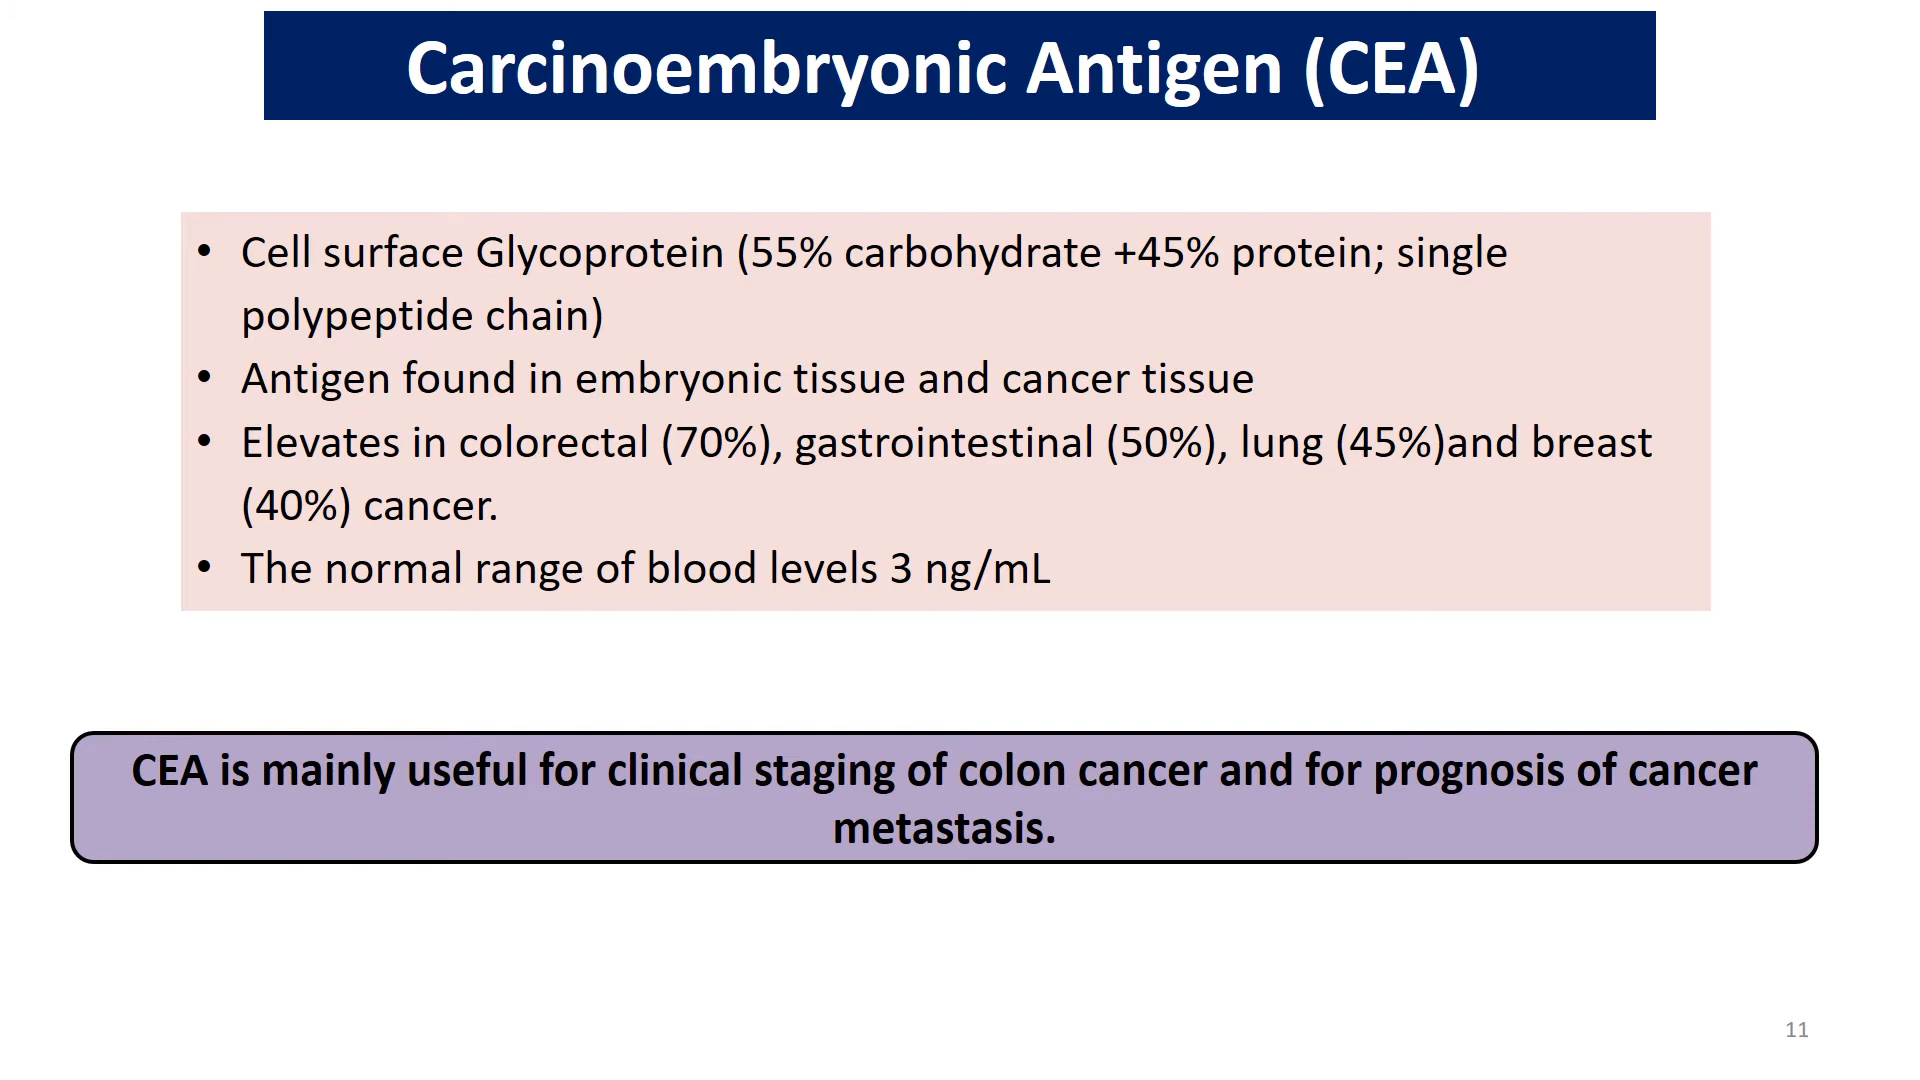 Carcinoembryonic Antigen (CEA)
• Cell surface Glycoprotein (55% carbohydrate +45% protein; single
polypeptide chain)
• Antigen found in embryonic tissue and cancer tissue
• Elevates in colorectal (70%), gastrointestinal (50%), lung (45%)and breast
(40%) cancer.
• The normal range of blood levels 3 ng/mL
CEA is mainly useful for clinical staging of colon cancer and for prognosis of cancer
metastasis.
11